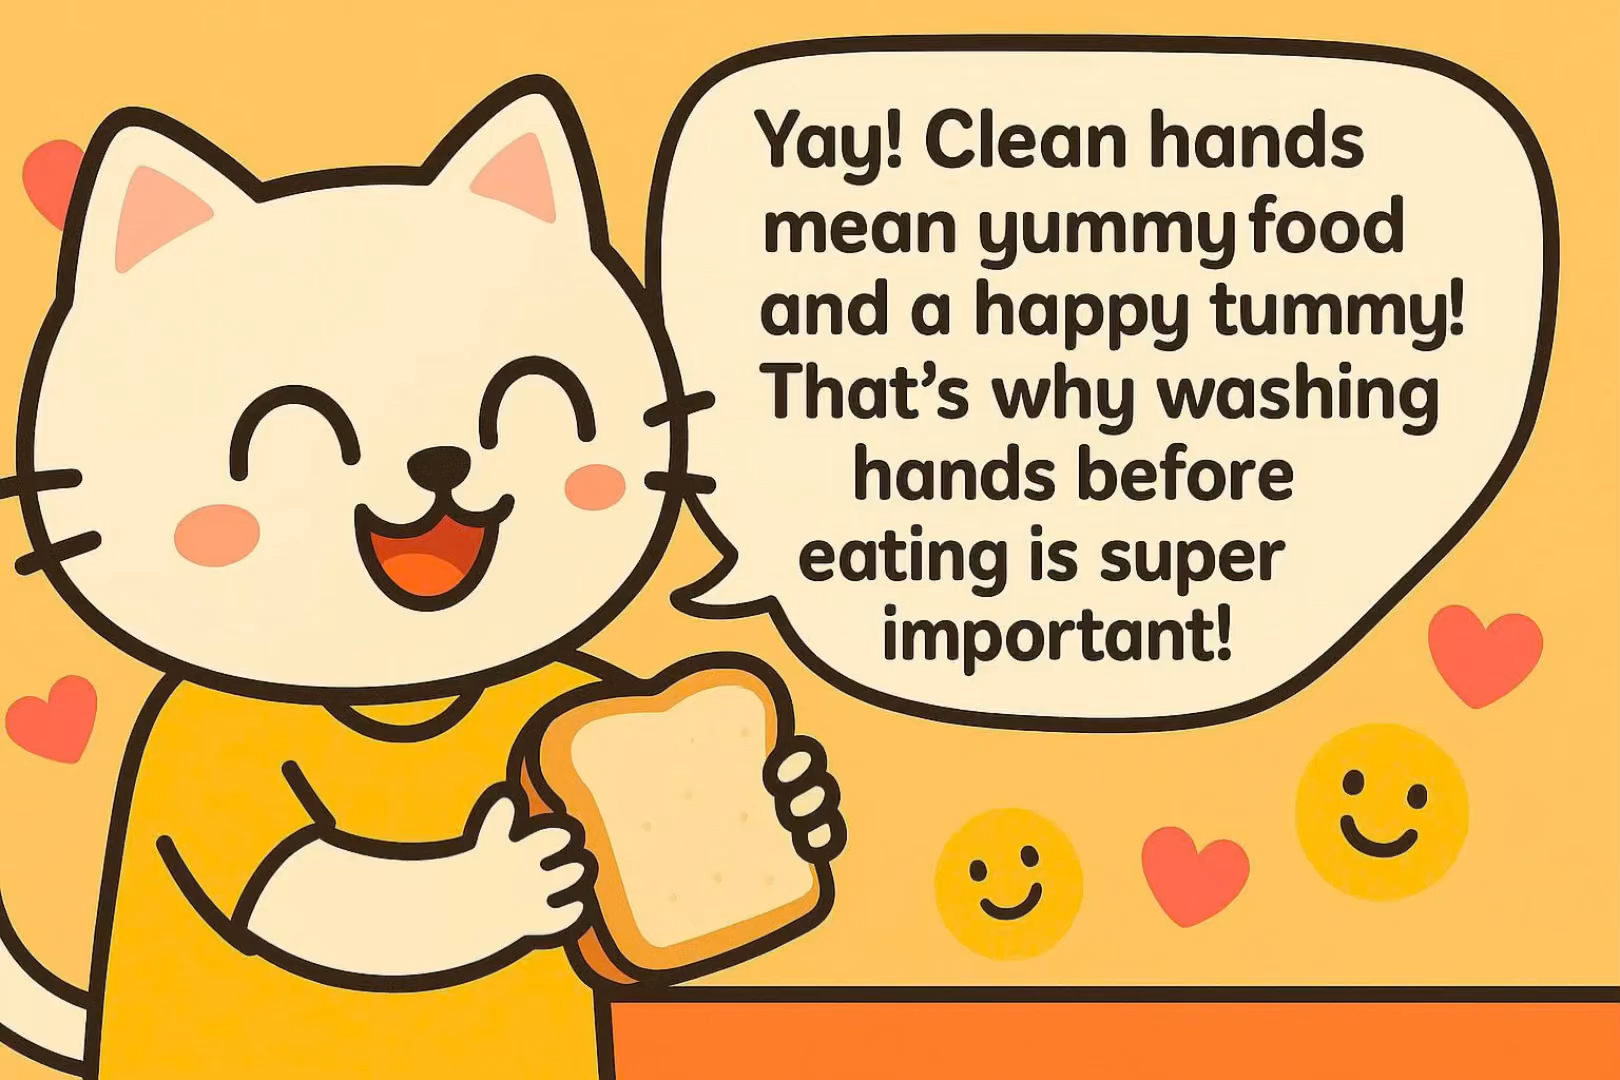 Yay! Clean hands
mean yummy food
and a happy tummy!
That’s why washing
hands before
eating is super
important!